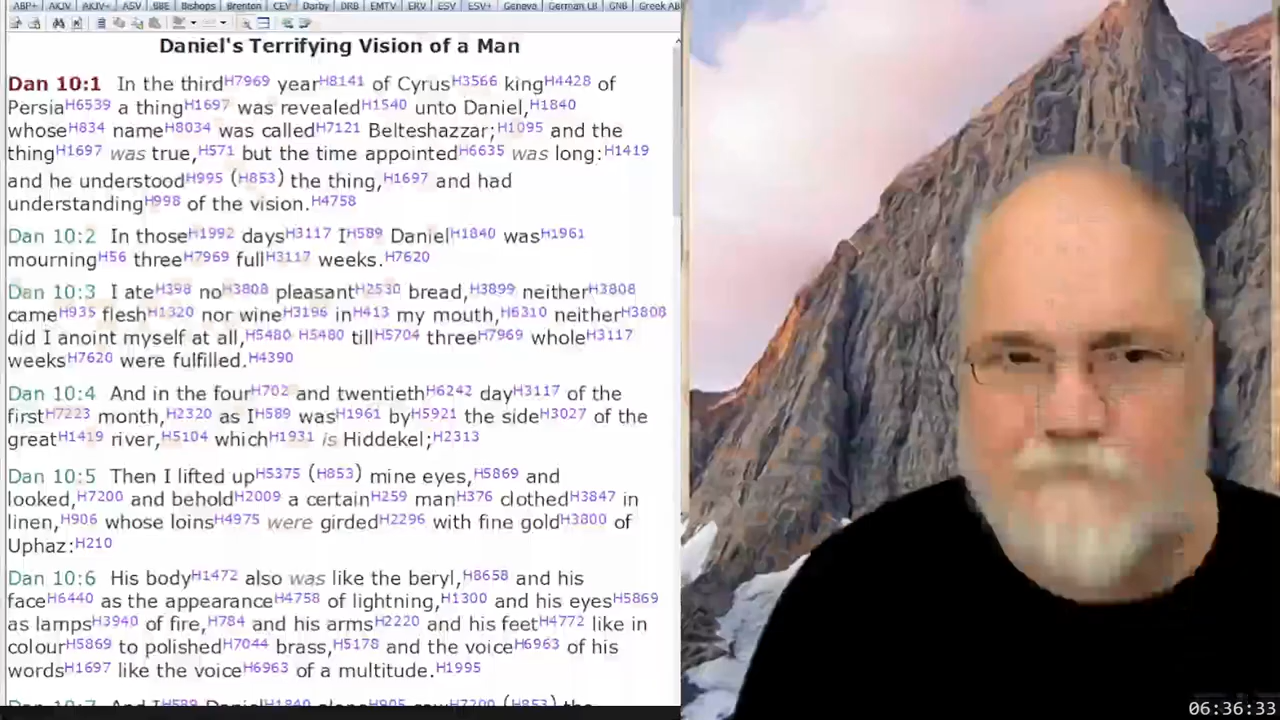 ABP+ AKJV AKJV+ ASV BBE Bishops Brenton CEV Darby DRB EMTV ERV ESV ESV+ Geneva German LB GNB Greek AB
Daniel's Terrifying Vision of a Man
Dan 10:1 In the thirdH7969 yearH8141 of CyrusH3566 kingH4428 of
PersiaH6539 a thingH1697 was revealedH1540 unto Daniel,H1840
whoseH834 nameH8034 was calledH7121 Belteshazzar;H1095 and the
thingH1697 was true,H571 but the time appointedH6635 was long:H1419
and he understoodH995 (H853) the thing,H1697 and had
understandingH998 of the vision.H4758
Dan 10:2 In thoseH1992 daysH3117 IH589 DanielH1840 wasH1961
mourningH56 threeH7969 fullH3117 weeks.H7620
Dan 10:3 I ateH398 noH3808 pleasantH2530 bread,H3899 neitherH3808
cameH935 fleshH1320 nor wineH3196 inH413 my mouth,H6310 neitherH3808
did I anoint myself at all,H5480 H5480 tillH5704 threeH7969 wholeH3117
weeksH7620 were fulfilled.H4390
Dan 10:4 And in the fourH702 and twentiethH6242 dayH3117 of the
firstH7223 month,H2320 as IH589 wasH1961 byH5921 the sideH3027 of the
greatH1419 river,H5104 whichH1931 is Hiddekel;H2313
Dan 10:5 Then I lifted upH5375 (H853) mine eyes,H5869 and
looked,H7200 and beholdH2009 a certainH259 manH376 clothedH3847 in
linen,H906 whose loinsH4975 were girdedH2296 with fine goldH3800 of
Uphaz:H210
Dan 10:6 His bodyH1472 also was like the beryl,H8658 and his
faceH6440 as the appearanceH4758 of lightning,H1300 and his eyesH5869
as lampsH3940 of fire,H784 and his armsH2220 and his feetH4772 like in
colourH5869 to polishedH7044 brass,H5178 and the voiceH6963 of his
wordsH1697 like the voiceH6963 of a multitude.H1995
Dan 10:7 And IH589 DanielH1840 aloneH905 sawH7200 (H853) the
06:36:33